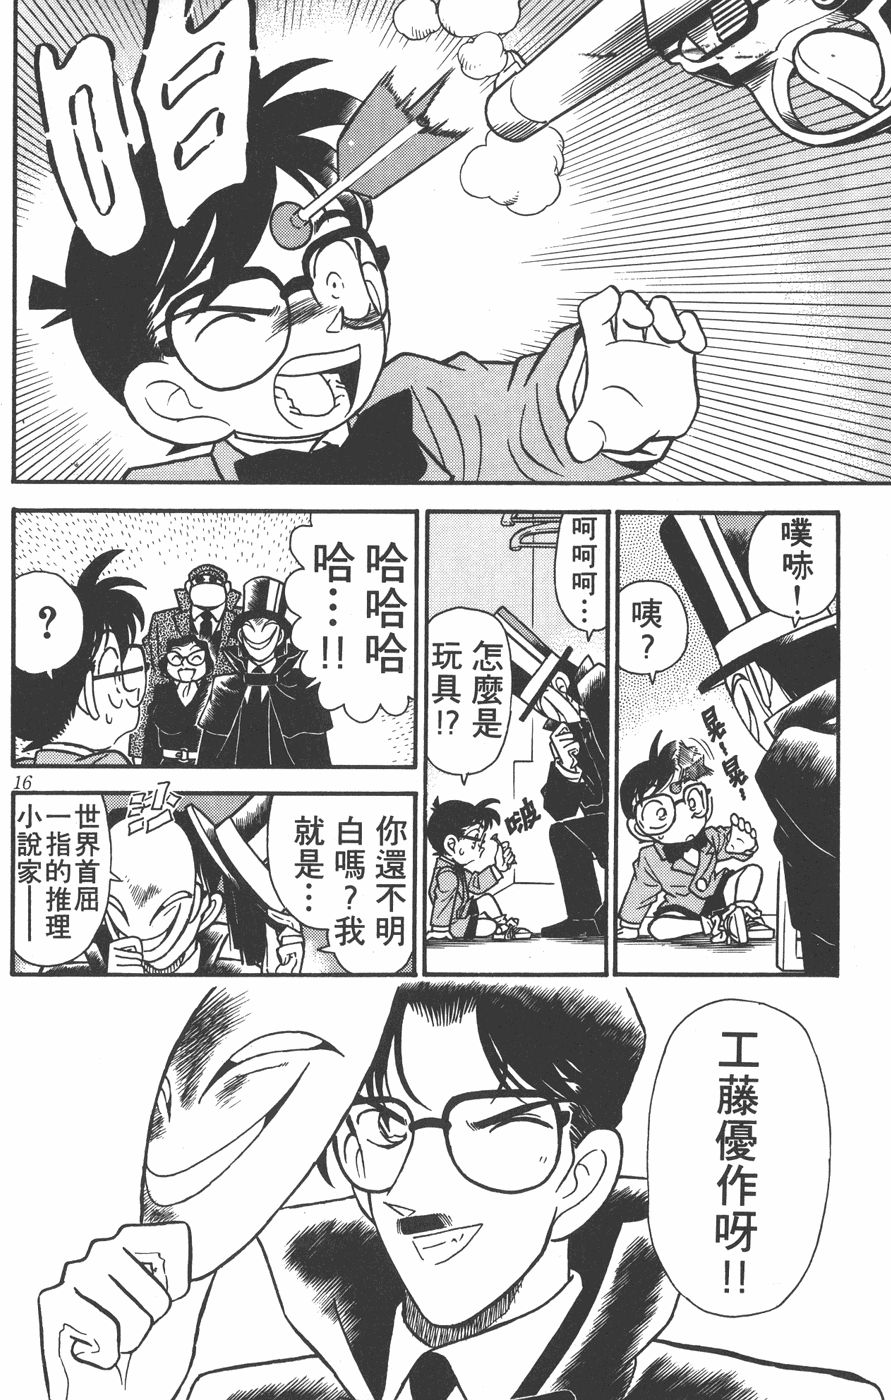 噗哧!
咦?
晃~
晃~
呵呵呵…
怎麼是
玩具!?
啵
哈哈哈
哈…!!
?
16
你還不明
白嗎?我
就是…
世界首屈
一指的推理
小說家——
工藤優作呀!!